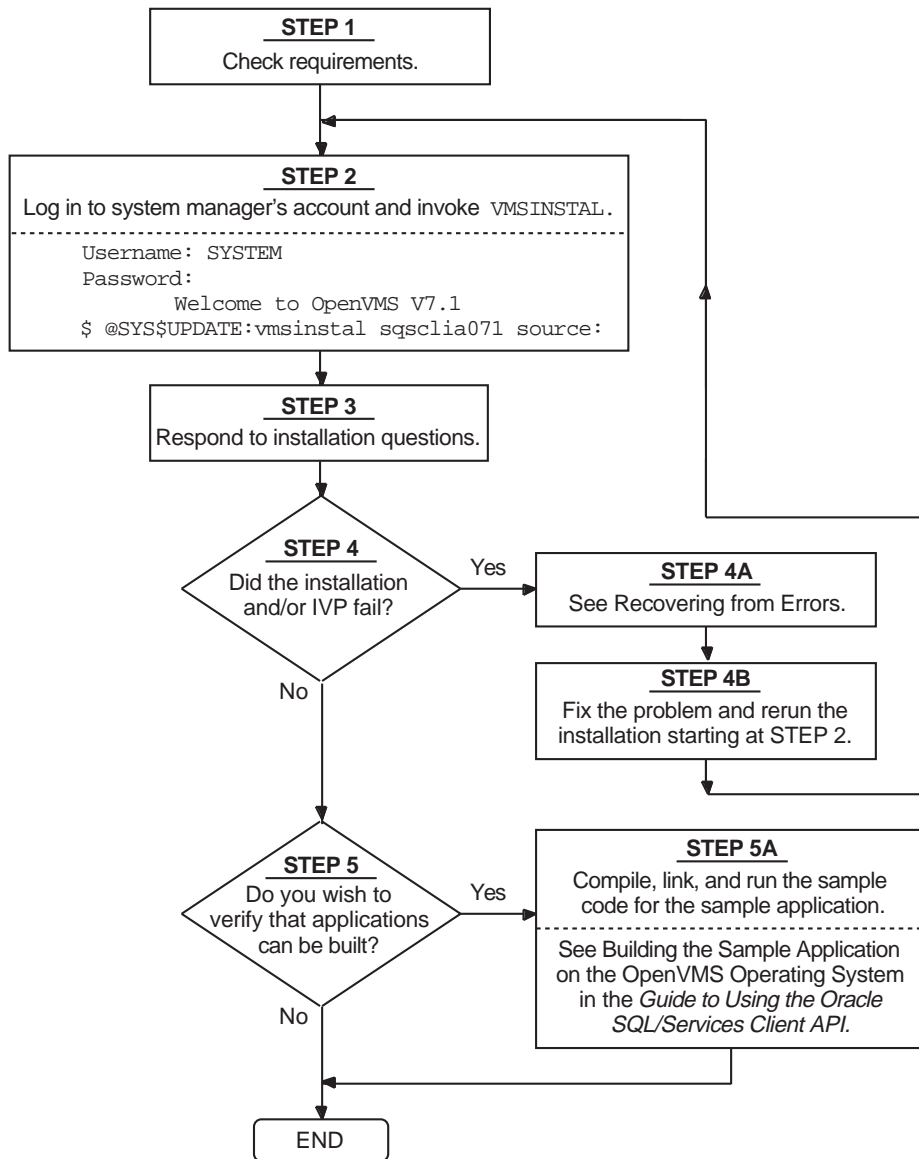 STEP 1
Check requirements.
STEP 2
Log in to system manager's account and invoke VMSINSTAL.
Username: SYSTEM
Password:
Welcome to OpenVMS V7.1
$ @SYS$UPDATE:vmsinstal sqsclia071 source:
STEP 3
Respond to installation questions.
STEP 4
Did the installation
and/or IVP fail?
Yes
No
STEP 4A
See Recovering from Errors.
STEP 4B
Fix the problem and rerun the
installation starting at STEP 2.
STEP 5
Do you wish to
verify that applications
can be built?
Yes
No
STEP 5A
Compile, link, and run the sample
code for the sample application.
See Building the Sample Application
on the OpenVMS Operating System
in the Guide to Using the Oracle
SQL/Services Client API.
END